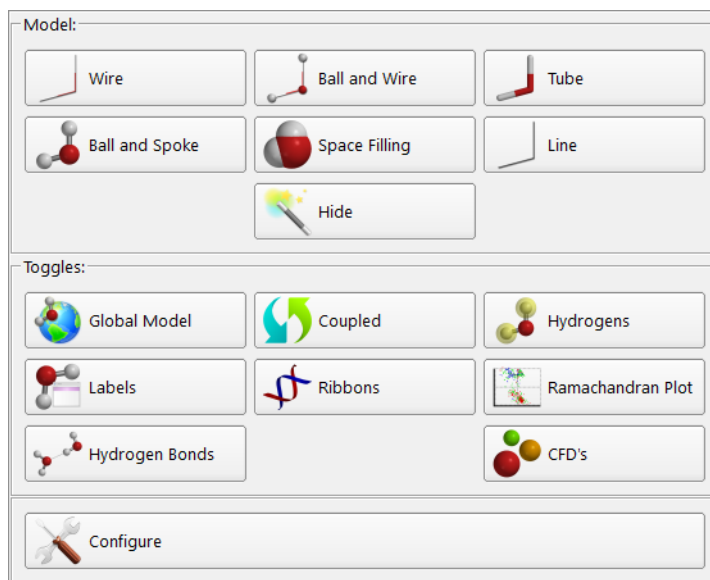 Model:
Wire
Ball and Wire
Tube
Ball and Spoke
Space Filling
Line
Hide
Toggles:
Global Model
Coupled
Hydrogens
Labels
Ribbons
Ramachandran Plot
Hydrogen Bonds
CFD's
Configure